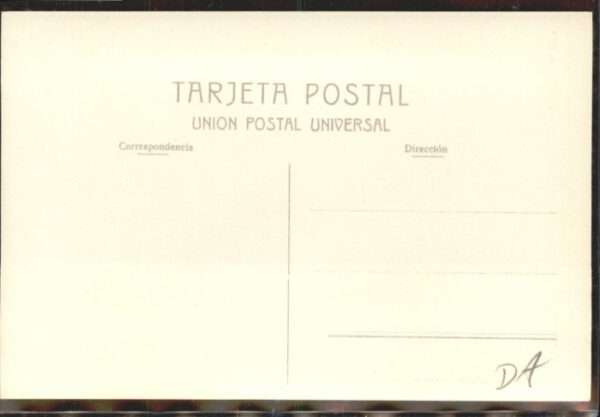 TARJETA POSTAL
UNION POSTAL UNIVERSAL
Correspondencia
Dirección
DA